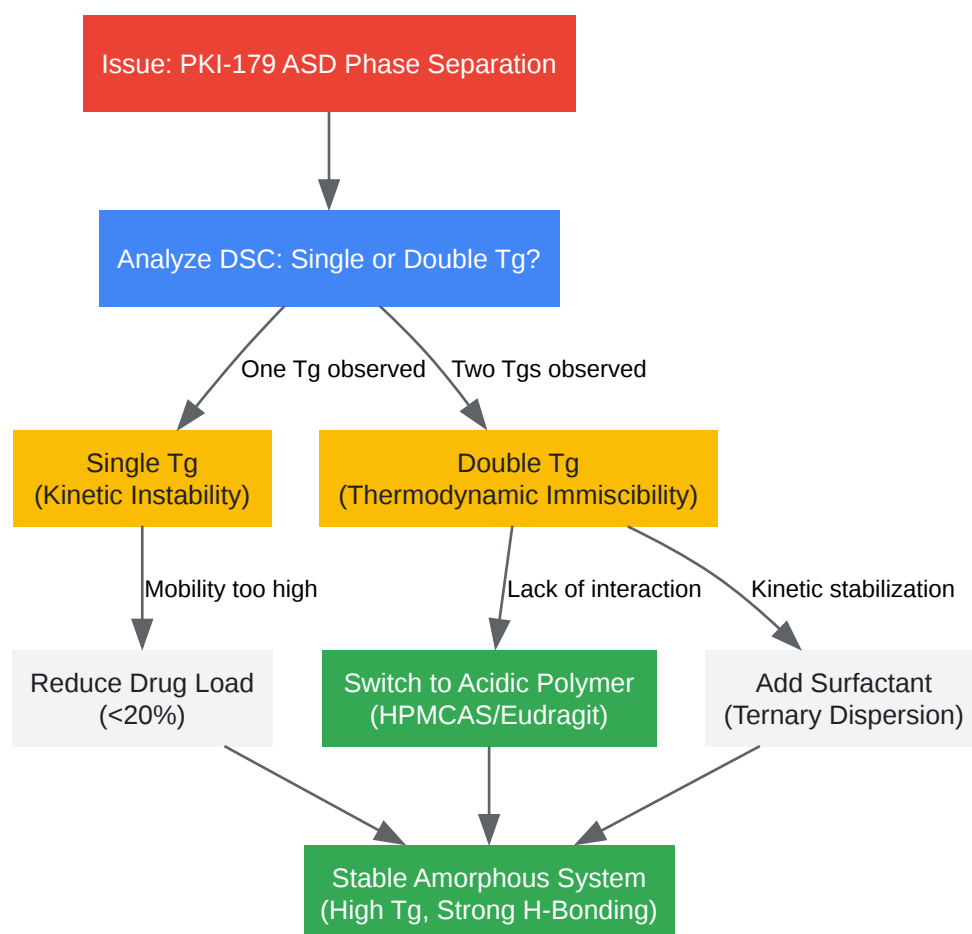 Issue: PKI-179 ASD Phase Separation
Analyze DSC: Single or Double Tg?
One Tg observed
Two Tgs observed
Single Tg
(Kinetic Instability)
Double Tg
(Thermodynamic Immiscibility)
Mobility too high
Lack of interaction
Kinetic stabilization
Reduce Drug Load
(<20%)
Switch to Acidic Polymer
(HPMCAS/Eudragit)
Add Surfactant
(Ternary Dispersion)
Stable Amorphous System
(High Tg, Strong H-Bonding)